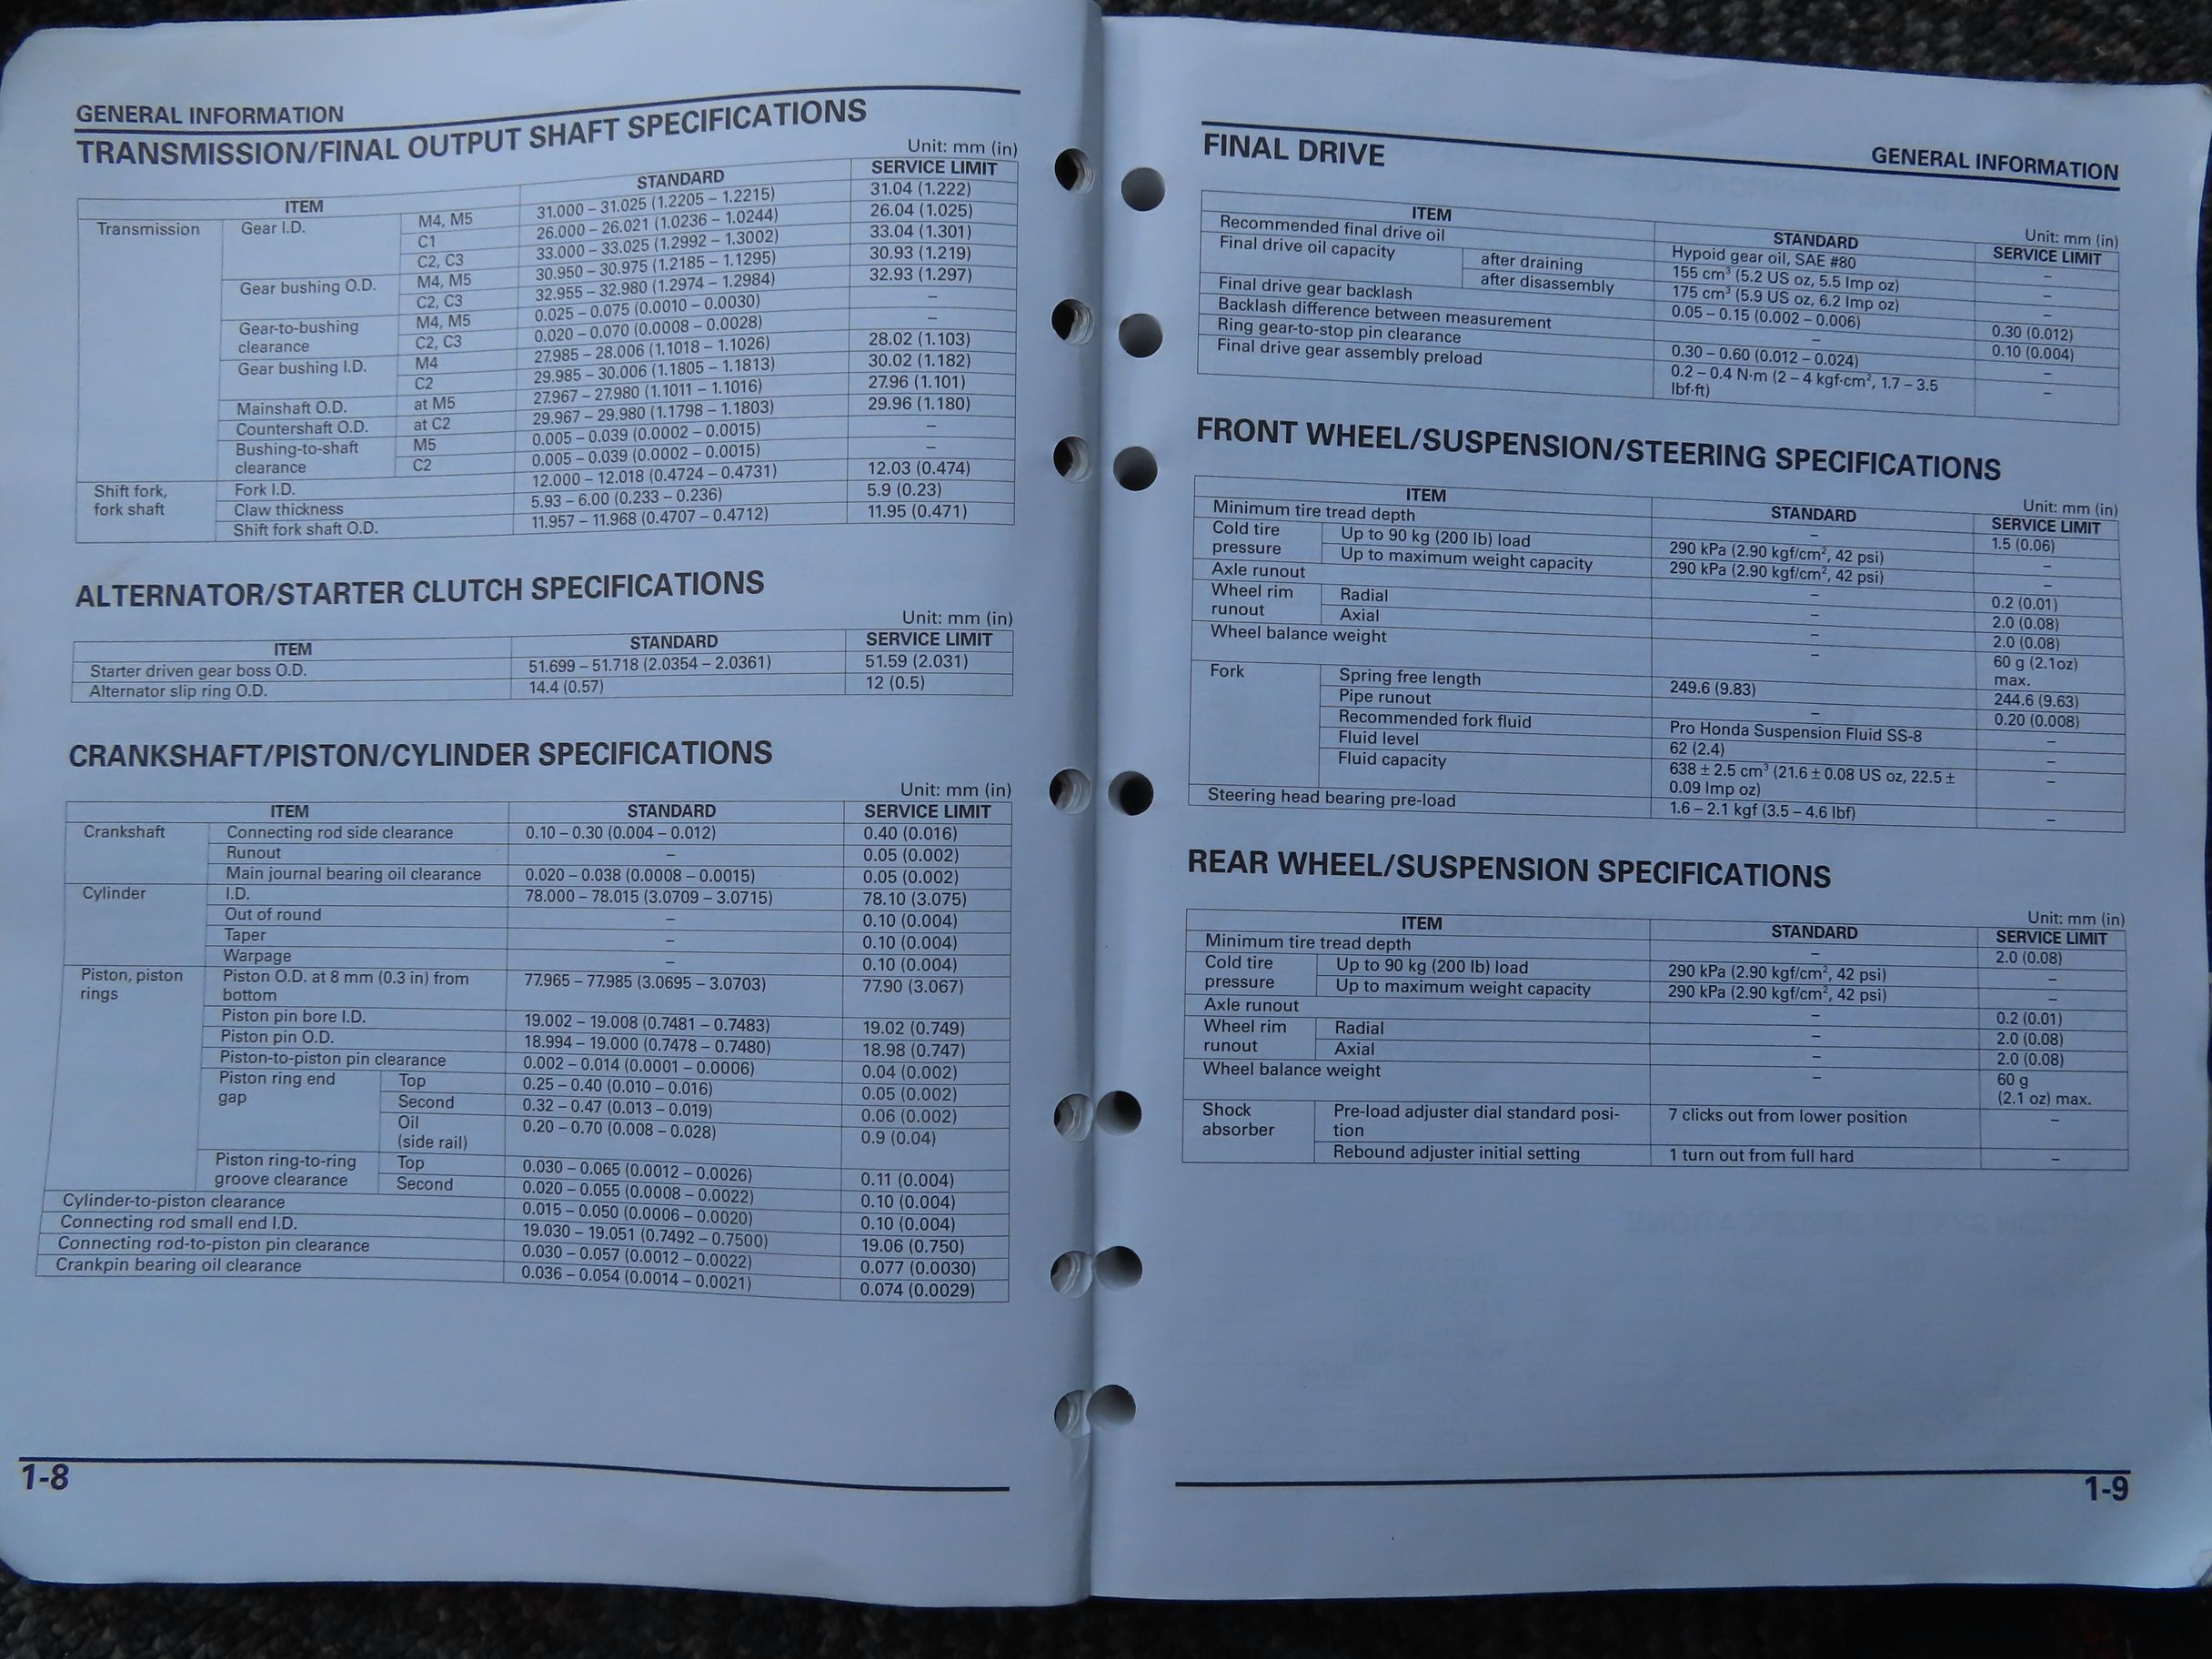 GENERAL INFORMATION
TRANSMISSION/FINAL OUTPUT SHAFT SPECIFICATIONS
Unit: mm (in)
ITEM STANDARD SERVICE LIMIT
Transmission Gear I.D. M4, M5 31.000 – 31.025 (1.2205 – 1.2215) 31.04 (1.222)
C1 26.000 – 26.021 (1.0236 – 1.0244) 26.04 (1.025)
C2, C3 33.000 – 33.025 (1.2992 – 1.3002) 33.04 (1.301)
Gear bushing O.D. M4, M5 30.950 – 30.975 (1.2185 – 1.1295) 30.93 (1.219)
C2, C3 32.955 – 32.980 (1.2974 – 1.2984) 32.93 (1.297)
Gear-to-bushing M4, M5 0.025 – 0.075 (0.0010 – 0.0030) –
clearance C2, C3 0.020 – 0.070 (0.0008 – 0.0028) –
Gear bushing I.D. M4 27.985 – 28.006 (1.1018 – 1.1026) 28.02 (1.103)
C2 29.985 – 30.006 (1.1805 – 1.1813) 30.02 (1.182)
Mainshaft O.D. at M5 27.967 – 27.980 (1.1011 – 1.1016) 27.96 (1.101)
Countershaft O.D. at C2 29.967 – 29.980 (1.1798 – 1.1803) 29.96 (1.180)
Bushing-to-shaft M5 0.005 – 0.039 (0.0002 – 0.0015) –
clearance C2 0.005 – 0.039 (0.0002 – 0.0015) –
Shift fork, Fork I.D. 12.000 – 12.018 (0.4724 – 0.4731) 12.03 (0.474)
fork shaft Claw thickness 5.93 – 6.00 (0.233 – 0.236) 5.9 (0.23)
Shift fork shaft O.D. 11.957 – 11.968 (0.4707 – 0.4712) 11.95 (0.471)
ALTERNATOR/STARTER CLUTCH SPECIFICATIONS
Unit: mm (in)
ITEM STANDARD SERVICE LIMIT
Starter driven gear boss O.D. 51.699 – 51.718 (2.0354 – 2.0361) 51.59 (2.031)
Alternator slip ring O.D. 14.4 (0.57) 12 (0.5)
CRANKSHAFT/PISTON/CYLINDER SPECIFICATIONS
Unit: mm (in)
ITEM STANDARD SERVICE LIMIT
Crankshaft Connecting rod side clearance 0.10 – 0.30 (0.004 – 0.012) 0.40 (0.016)
Runout – 0.05 (0.002)
Main journal bearing oil clearance 0.020 – 0.038 (0.0008 – 0.0015) 0.05 (0.002)
Cylinder I.D. 78.000 – 78.015 (3.0709 – 3.0715) 78.10 (3.075)
Out of round – 0.10 (0.004)
Taper – 0.10 (0.004)
Warpage – 0.10 (0.004)
Piston, piston Piston O.D. at 8 mm (0.3 in) from 77.965 – 77.985 (3.0695 – 3.0703) 77.90 (3.067)
rings bottom
Piston pin bore I.D. 19.002 – 19.008 (0.7481 – 0.7483) 19.02 (0.749)
Piston pin O.D. 18.994 – 19.000 (0.7478 – 0.7480) 18.98 (0.747)
Piston-to-piston pin clearance 0.002 – 0.014 (0.0001 – 0.0006) 0.04 (0.002)
Piston ring end Top 0.25 – 0.40 (0.010 – 0.016) 0.05 (0.002)
gap Second 0.32 – 0.47 (0.013 – 0.019) 0.06 (0.002)
Oil 0.20 – 0.70 (0.008 – 0.028) 0.9 (0.04)
(side rail)
Piston ring-to-ring Top 0.030 – 0.065 (0.0012 – 0.0026) 0.11 (0.004)
groove clearance Second 0.020 – 0.055 (0.0008 – 0.0022) 0.10 (0.004)
Cylinder-to-piston clearance 0.015 – 0.050 (0.0006 – 0.0020) 0.10 (0.004)
Connecting rod small end I.D. 19.030 – 19.051 (0.7492 – 0.7500) 19.06 (0.750)
Connecting rod-to-piston pin clearance 0.030 – 0.057 (0.0012 – 0.0022) 0.077 (0.0030)
Crankpin bearing oil clearance 0.036 – 0.054 (0.0014 – 0.0021) 0.074 (0.0029)
1-8
GENERAL INFORMATION
FINAL DRIVE
Unit: mm (in)
ITEM STANDARD SERVICE LIMIT
Recommended final drive oil Hypoid gear oil, SAE #80 –
Final drive oil capacity after draining 155 cm³ (5.2 US oz, 5.5 Imp oz) –
after disassembly 175 cm³ (5.9 US oz, 6.2 Imp oz) –
Final drive gear backlash 0.05 – 0.15 (0.002 – 0.006) 0.30 (0.012)
Backlash difference between measurement – 0.10 (0.004)
Ring gear-to-stop pin clearance 0.30 – 0.60 (0.012 – 0.024) –
Final drive gear assembly preload 0.2 – 0.4 N·m (2 – 4 kgf·cm², 1.7 – 3.5 –
lbf·ft)
FRONT WHEEL/SUSPENSION/STEERING SPECIFICATIONS
Unit: mm (in)
ITEM STANDARD SERVICE LIMIT
Minimum tire tread depth – 1.5 (0.06)
Cold tire Up to 90 kg (200 lb) load 290 kPa (2.90 kgf/cm², 42 psi) –
pressure Up to maximum weight capacity 290 kPa (2.90 kgf/cm², 42 psi) –
Axle runout – 0.2 (0.01)
Wheel rim Radial – 2.0 (0.08)
runout Axial – 2.0 (0.08)
Wheel balance weight – 60 g (2.1oz)
max.
Fork Spring free length 249.6 (9.83) 244.6 (9.63)
Pipe runout – 0.20 (0.008)
Recommended fork fluid Pro Honda Suspension Fluid SS-8 –
Fluid level 62 (2.4) –
Fluid capacity 638 ± 2.5 cm³ (21.6 ± 0.08 US oz, 22.5 ± –
0.09 Imp oz)
Steering head bearing pre-load 1.6 – 2.1 kgf (3.5 – 4.6 lbf) –
REAR WHEEL/SUSPENSION SPECIFICATIONS
Unit: mm (in)
ITEM STANDARD SERVICE LIMIT
Minimum tire tread depth – 2.0 (0.08)
Cold tire Up to 90 kg (200 lb) load 290 kPa (2.90 kgf/cm², 42 psi) –
pressure Up to maximum weight capacity 290 kPa (2.90 kgf/cm², 42 psi) –
Axle runout – 0.2 (0.01)
Wheel rim Radial – 2.0 (0.08)
runout Axial – 2.0 (0.08)
Wheel balance weight – 60 g
(2.1 oz) max.
Shock Pre-load adjuster dial standard posi- 7 clicks out from lower position –
absorber tion
Rebound adjuster initial setting 1 turn out from full hard –
1-9